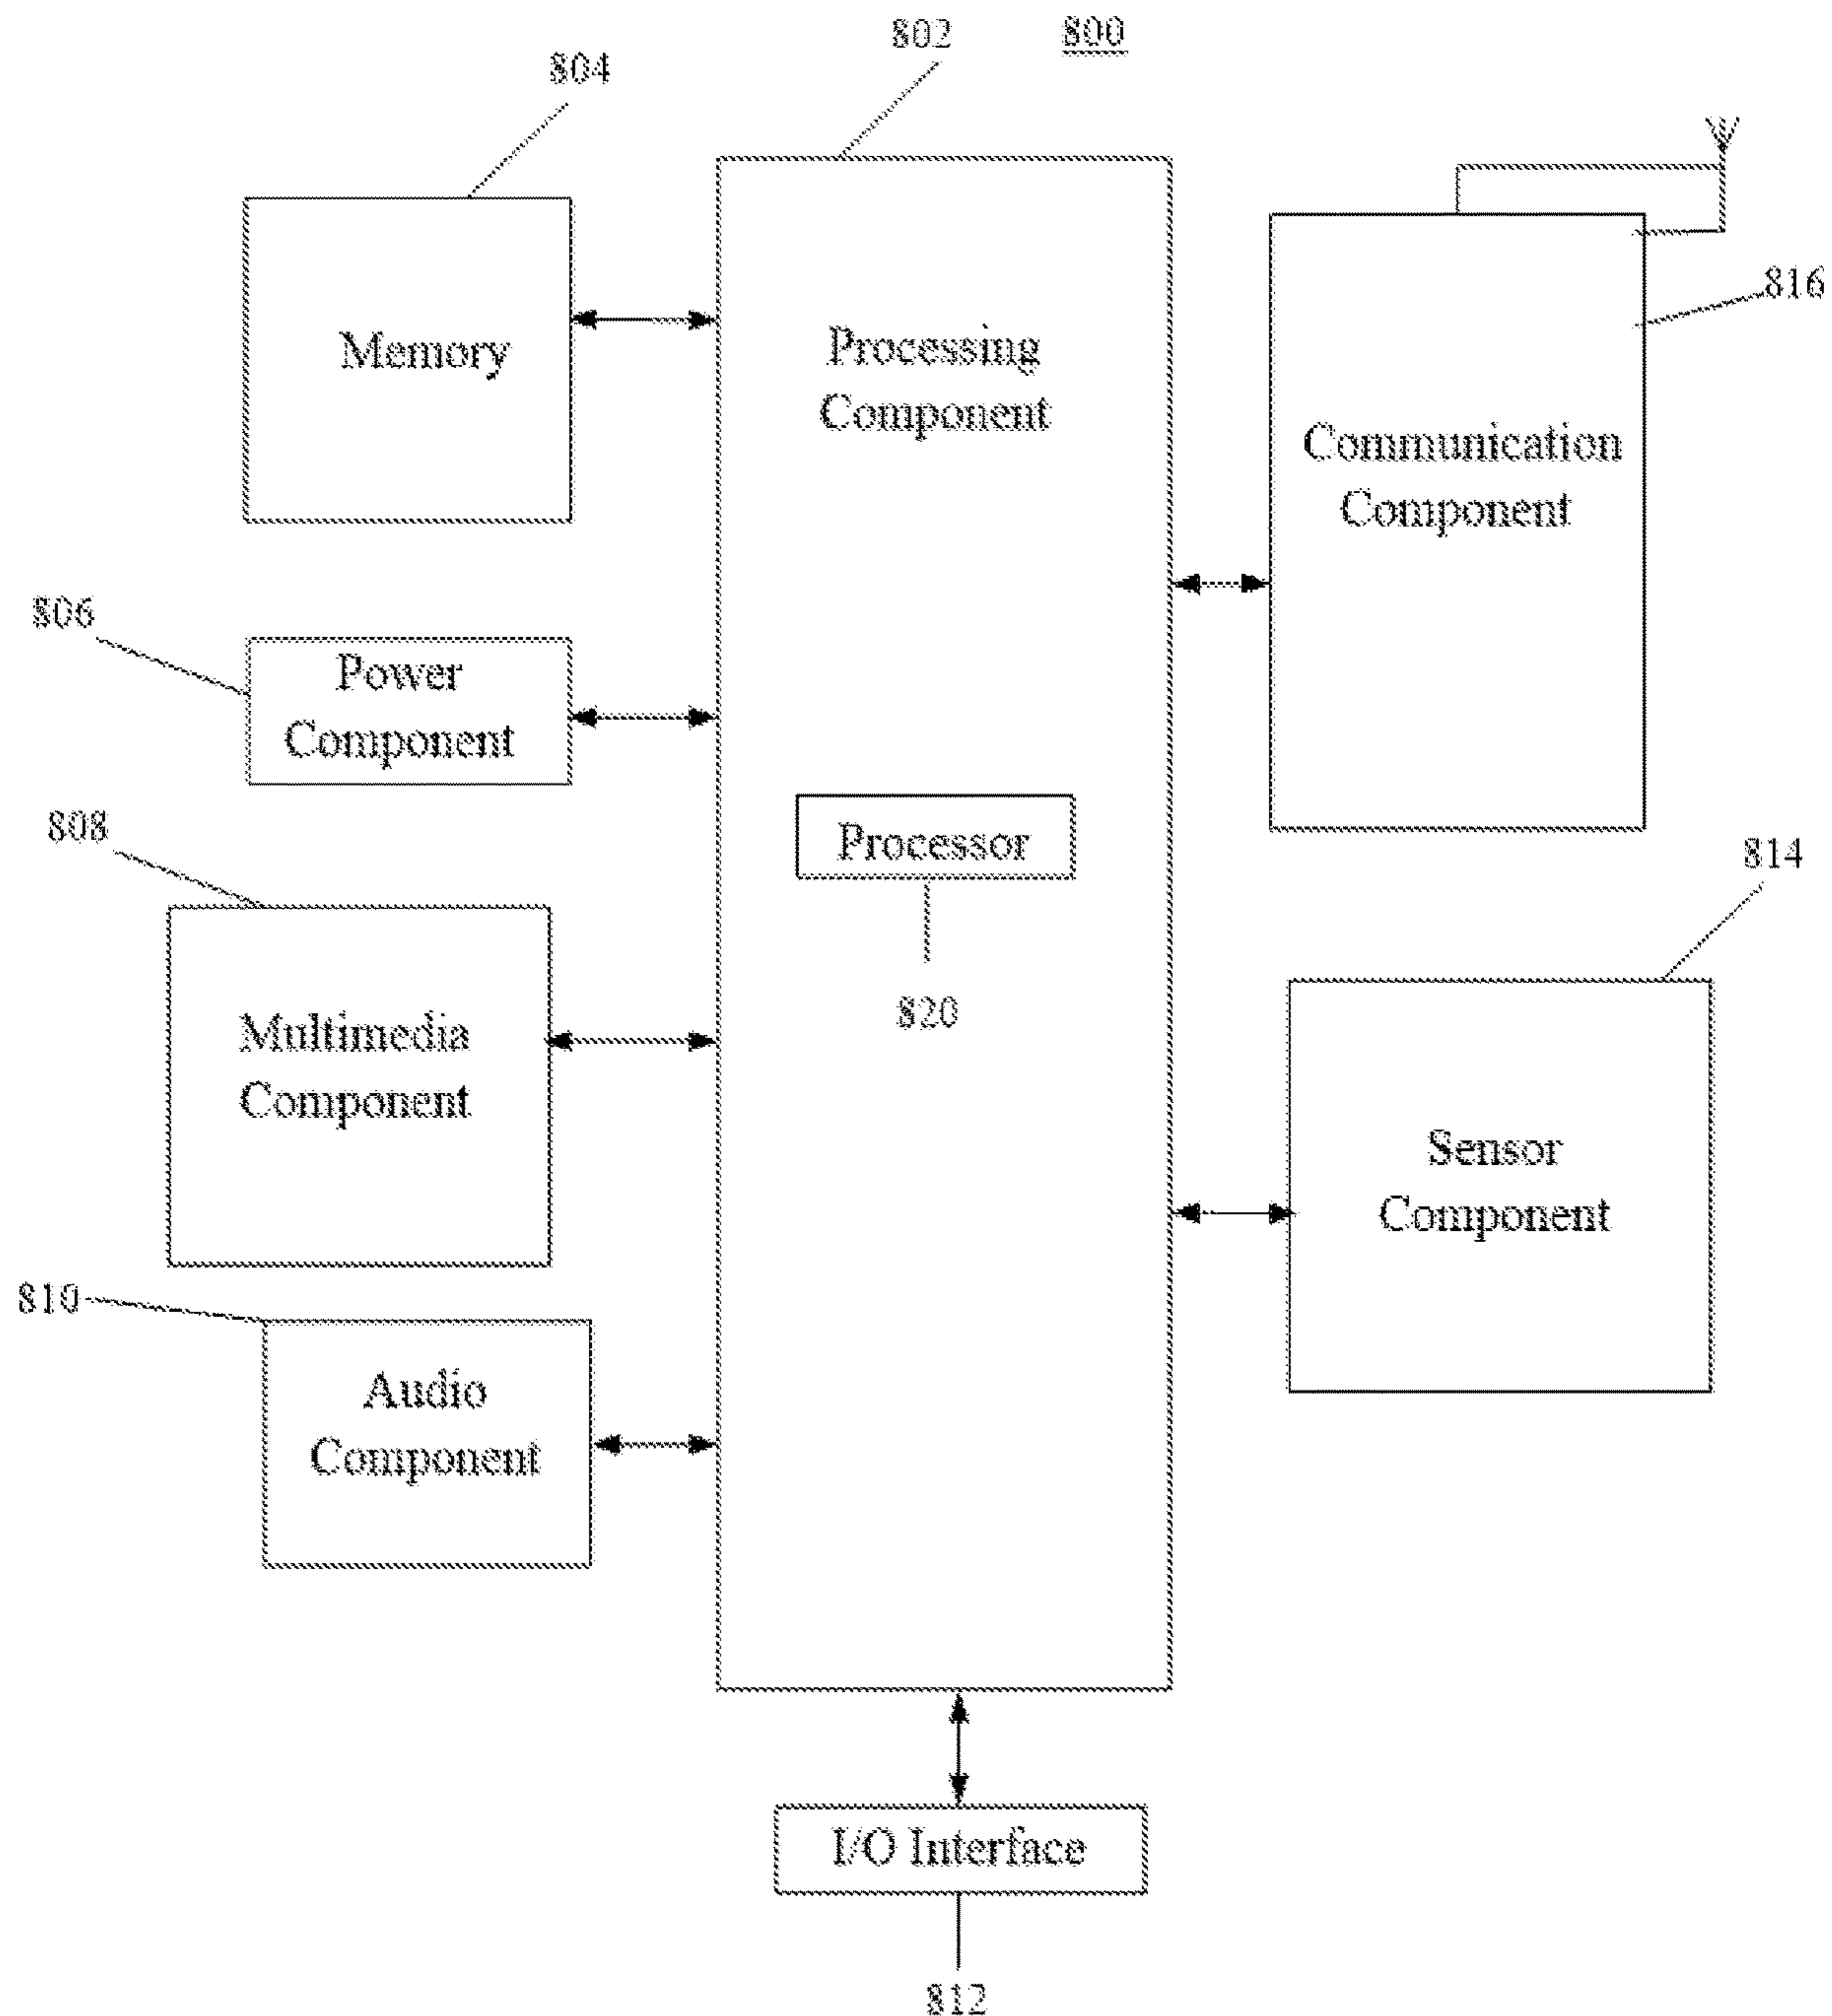 802
800
804
Memory
Processing
Component
816
Communication
Component
806
Power
Component
808
Processor
814
820
Multimedia
Component
Sensor
Component
810
Audio
Component
I/O Interface
812